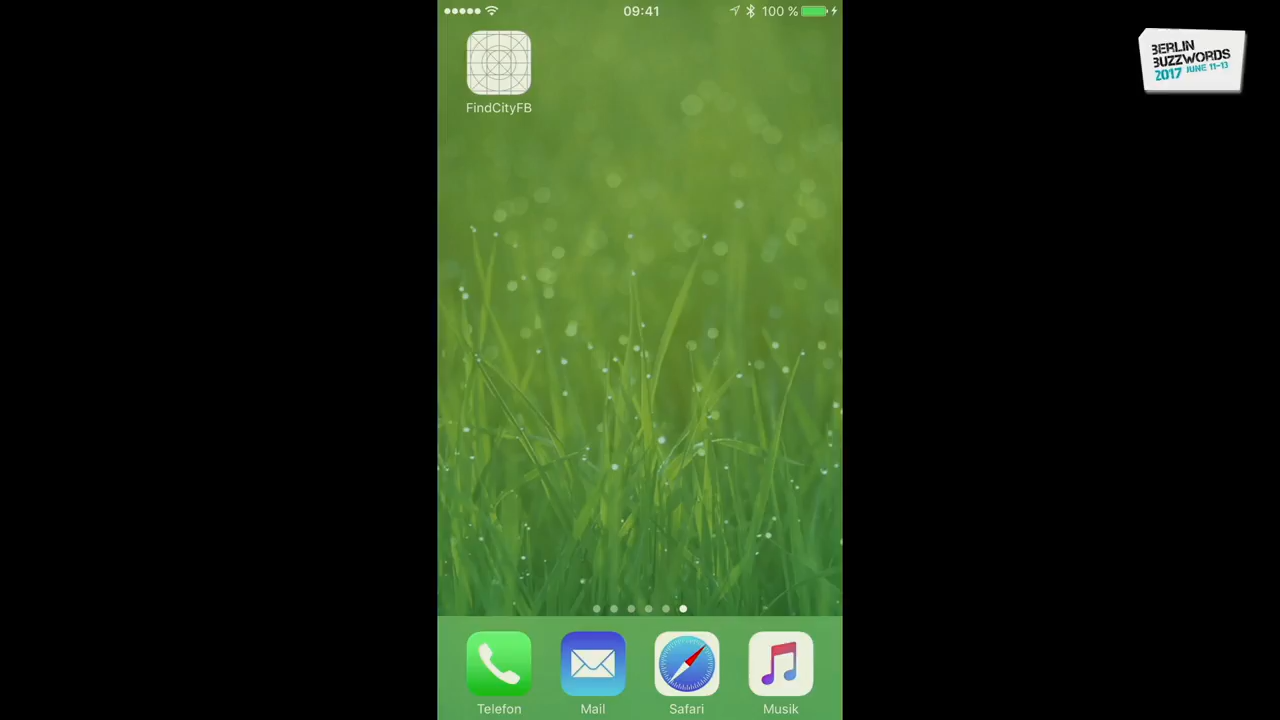 09:41
100 %
BERLIN
BUZZWORDS
2017 JUNE 11-13
FindCityFB
Telefon
Mail
Safari
Musik